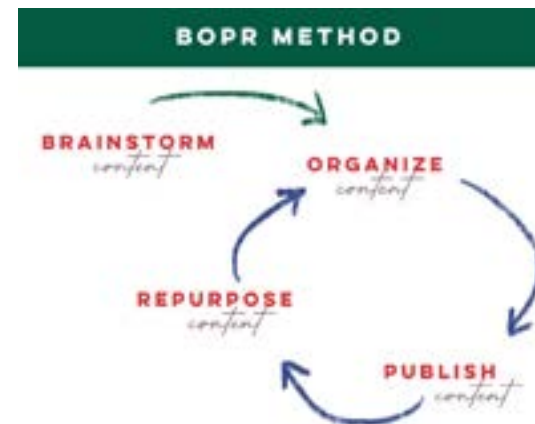 BOPR METHOD
BRAINSTORM
content
ORGANIZE
content
REPURPOSE
content
PUBLISH
content